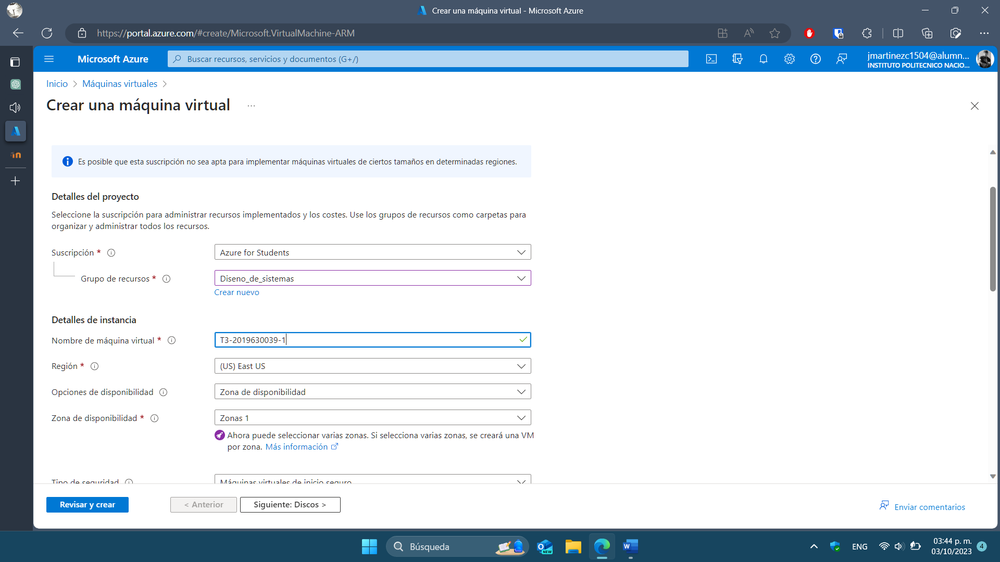 Crear una máquina virtual - Microsoft Azure
https://portal.azure.com/#create/Microsoft.VirtualMachine-ARM
Microsoft Azure
Buscar recursos, servicios y documentos (G+/)
jmartinezc1504@alumn...
INSTITUTO POLITECNICO NACIO...
Inicio > Máquinas virtuales >
Crear una máquina virtual ...
Es posible que esta suscripción no sea apta para implementar máquinas virtuales de ciertos tamaños en determinadas regiones.
Detalles del proyecto
Seleccione la suscripción para administrar recursos implementados y los costes. Use los grupos de recursos como carpetas para
organizar y administrar todos los recursos.
Suscripción * Azure for Students
Grupo de recursos * Diseno_de_sistemas
Crear nuevo
Detalles de instancia
Nombre de máquina virtual * T3-2019630039-1
Región * (US) East US
Opciones de disponibilidad Zona de disponibilidad
Zona de disponibilidad * Zonas 1
Ahora puede seleccionar varias zonas. Si selecciona varias zonas, se creará una VM
por zona. Más información
Tipo de seguridad Máquinas virtuales de inicio seguro
Revisar y crear < Anterior Siguiente: Discos >
Enviar comentarios
Búsqueda
NEW
ENG
03:44 p. m.
03/10/2023
4